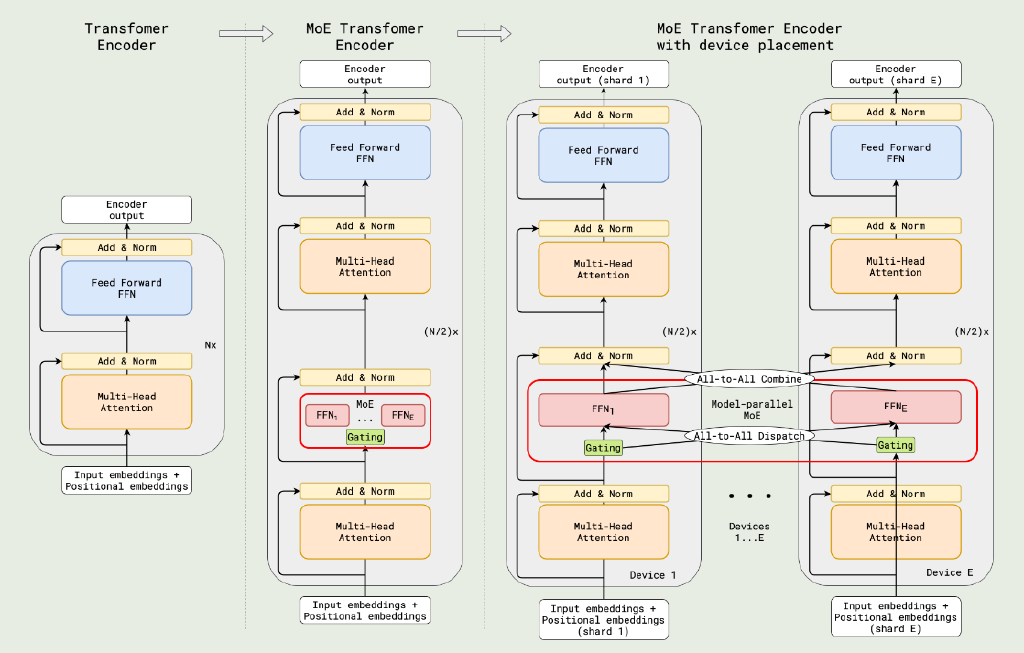 Transfomer
Encoder
MoE Transfomer
Encoder
MoE Transfomer Encoder
with device placement
Encoder
output
Add & Norm
Feed Forward
FFN
Add & Norm
Multi-Head
Attention
Nx
Input embeddings +
Positional embeddings
Encoder
output
Add & Norm
Feed Forward
FFN
Add & Norm
Multi-Head
Attention
(N/2)x
Add & Norm
MoE
FFN1 ... FFNE
Gating
Add & Norm
Multi-Head
Attention
Input embeddings +
Positional embeddings
Encoder
output (shard 1)
Add & Norm
Feed Forward
FFN
Add & Norm
Multi-Head
Attention
(N/2)x
Add & Norm
FFN1
Gating
Add & Norm
Multi-Head
Attention
Device 1
Input embeddings +
Positional embeddings
(shard 1)
All-to-All Combine
Model-parallel
MoE
All-to-All Dispatch
• • •
Devices
1...E
Encoder
output (shard E)
Add & Norm
Feed Forward
FFN
Add & Norm
Multi-Head
Attention
(N/2)x
Add & Norm
FFNE
Gating
Add & Norm
Multi-Head
Attention
Device E
Input embeddings +
Positional embeddings
(shard E)